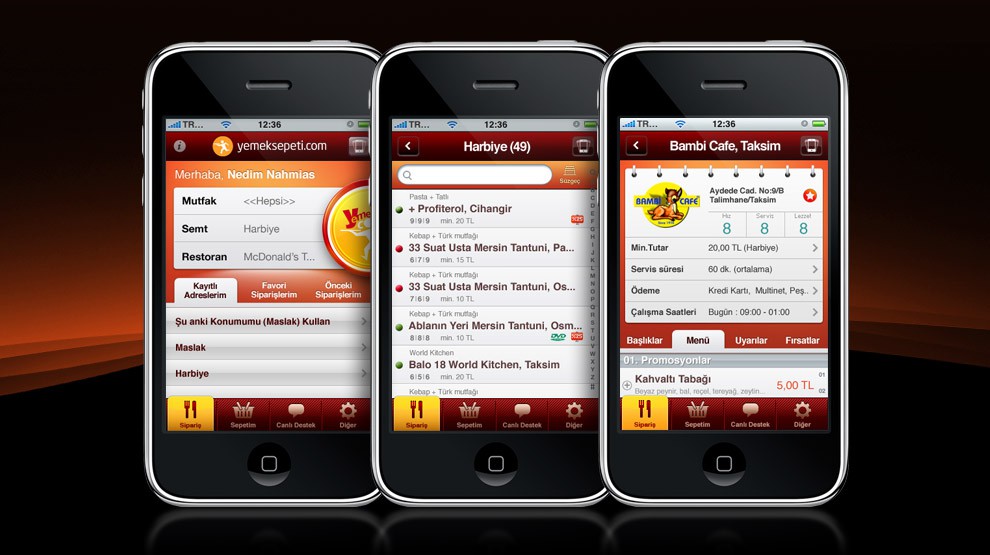 TR...
12:36
yemeksepeti.com
Merhaba, Nedim Nahmias
Mutfak <<Hepsi>>
Semt Harbiye
Restoran McDonald's T...
Kayıtlı Adreslerim
Favori Siparişlerim
Önceki Siparişlerim
Şu anki Konumumu (Maslak) Kullan
Maslak
Harbiye
Sipariş Sepetim Canlı Destek Diğer
TR...
12:36
Harbiye (49)
Süzgeç
Pasta + Tatlı
+ Profiterol, Cihangir
9|9|9 min. 20 TL
Kebap + Türk mutfağı
33 Suat Usta Mersin Tantuni, Pa...
6|7|9 min. 15 TL
Kebap + Türk mutfağı
33 Suat Usta Mersin Tantuni, Os...
7|6|9 min. 10 TL
Kebap + Türk mutfağı
Ablanın Yeri Mersin Tantuni, Osm...
8|8|8 min. 10 TL
World Kitchen
Balo 18 World Kitchen, Taksim
6|5|6 min. 20 TL
Kebap + Türk mutfağı
Sipariş Sepetim Canlı Destek Diğer
TR...
12:36
Bambi Cafe, Taksim
BAMBİ CAFE
Aydede Cad. No:9/B
Talimhane/Taksim
Hız Servis Lezzet
8 8 8
Min.Tutar 20,00 TL (Harbiye)
Servis süresi 60 dk. (ortalama)
Ödeme Kredi Kartı, Multinet, Peş..
Çalışma Saatleri Bugün : 09:00 - 01:00
Başlıklar Menü Uyarılar Fırsatlar
01. Promosyonlar
Kahvaltı Tabağı
Beyaz peynir, bal, reçel, tereyağ, zeytin...
5,00 TL
01
02
Sipariş Sepetim Canlı Destek Diğer